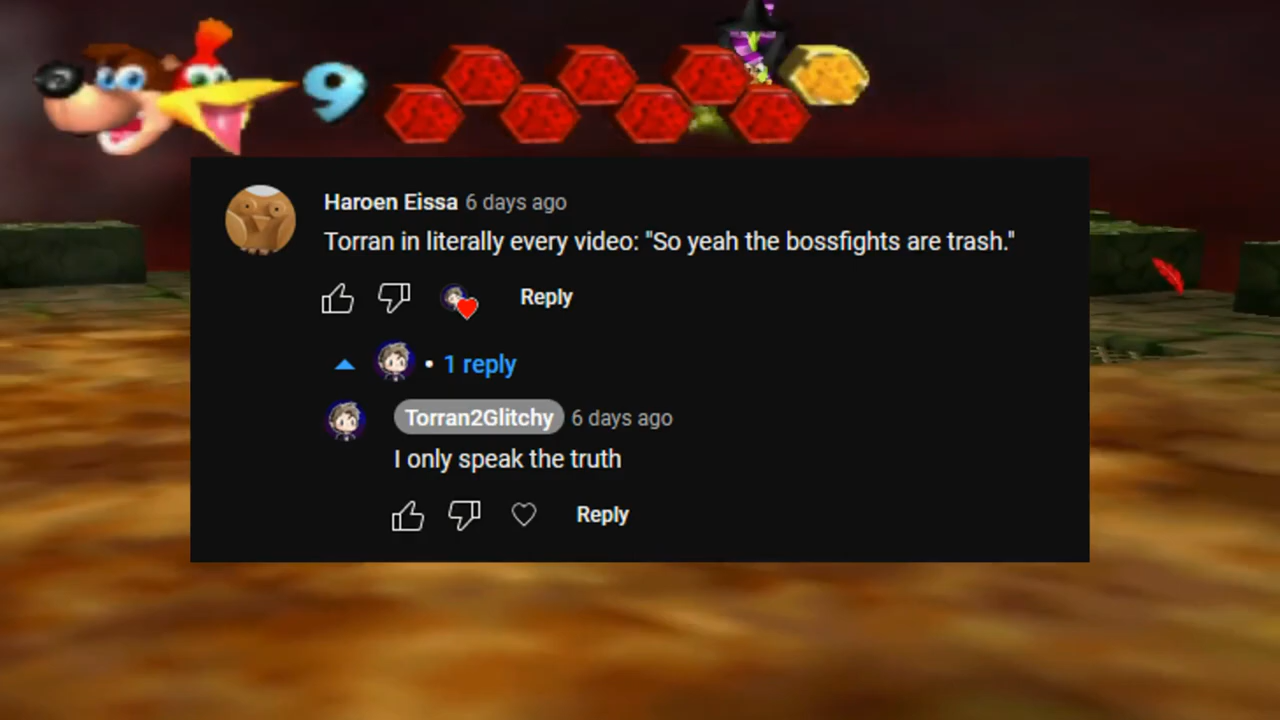 9
Haroen Eissa 6 days ago
Torran in literally every video: "So yeah the bossfights are trash."
Reply
• 1 reply
Torran2Glitchy 6 days ago
I only speak the truth
Reply